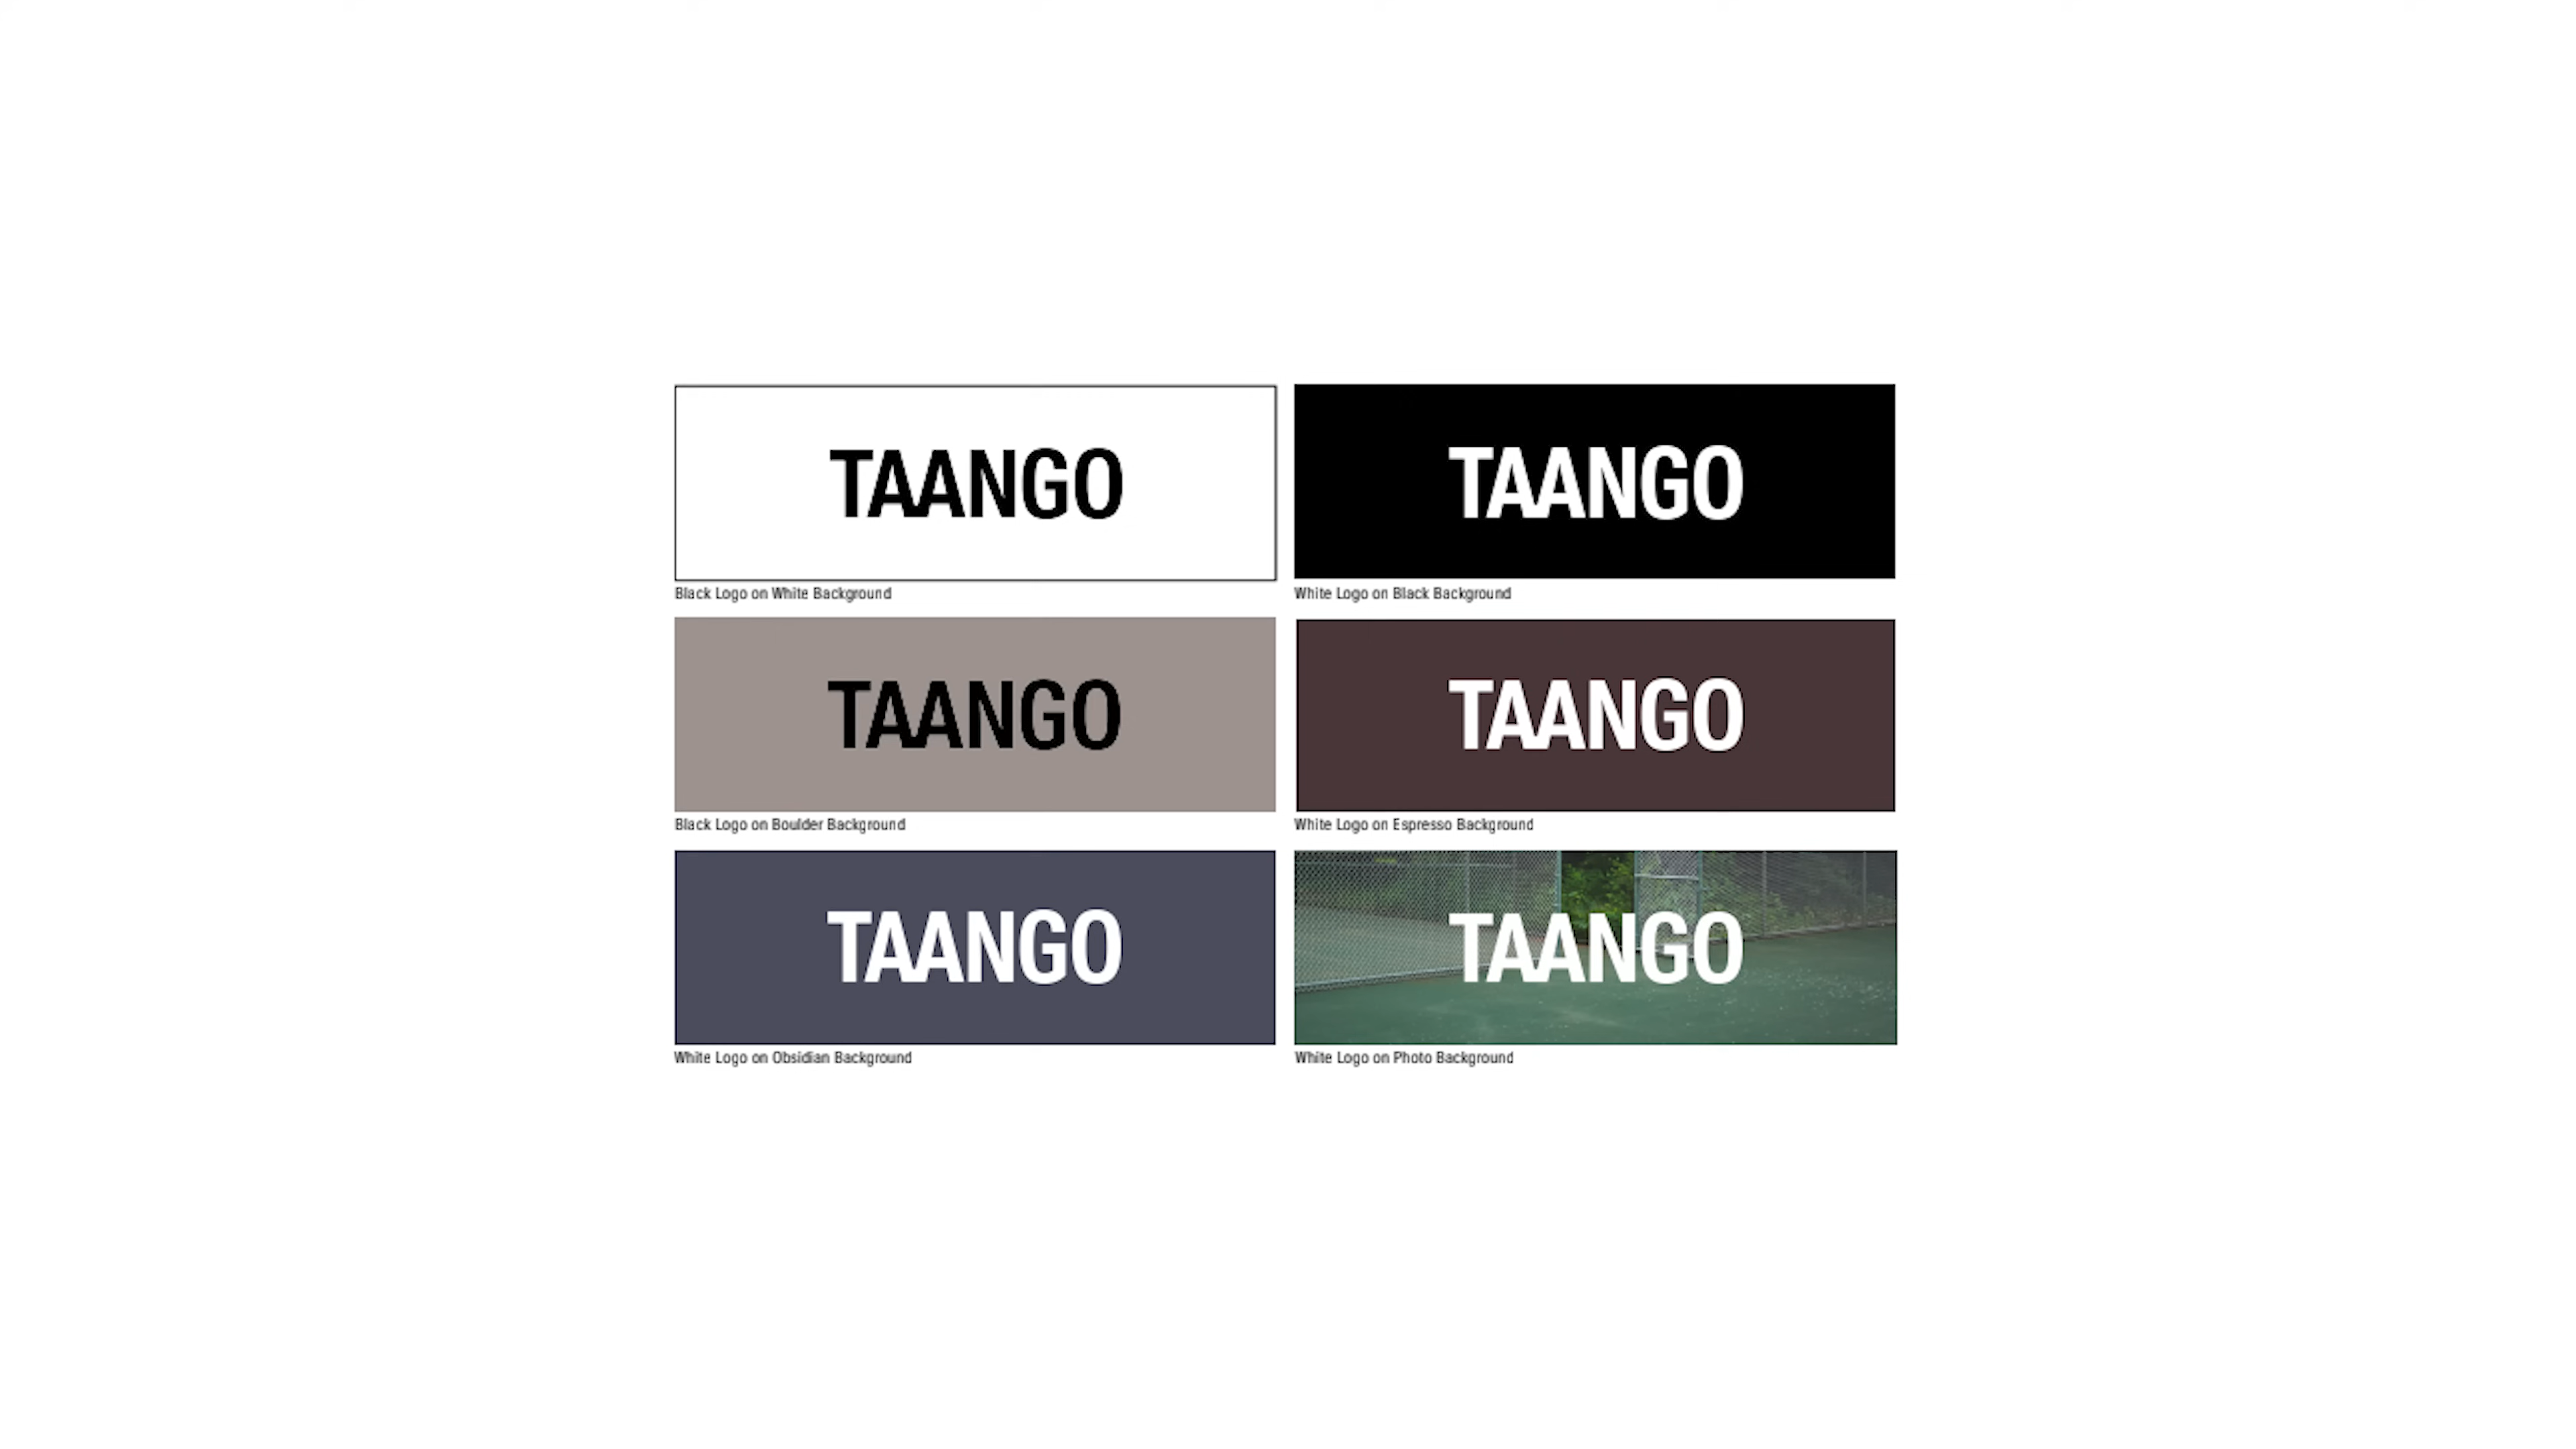 TAANGO
TAANGO
Black Logo on White Background
White Logo on Black Background
TAANGO
TAANGO
Black Logo on Boulder Background
White Logo on Espresso Background
TAANGO
TAANGO
White Logo on Obsidian Background
White Logo on Photo Background